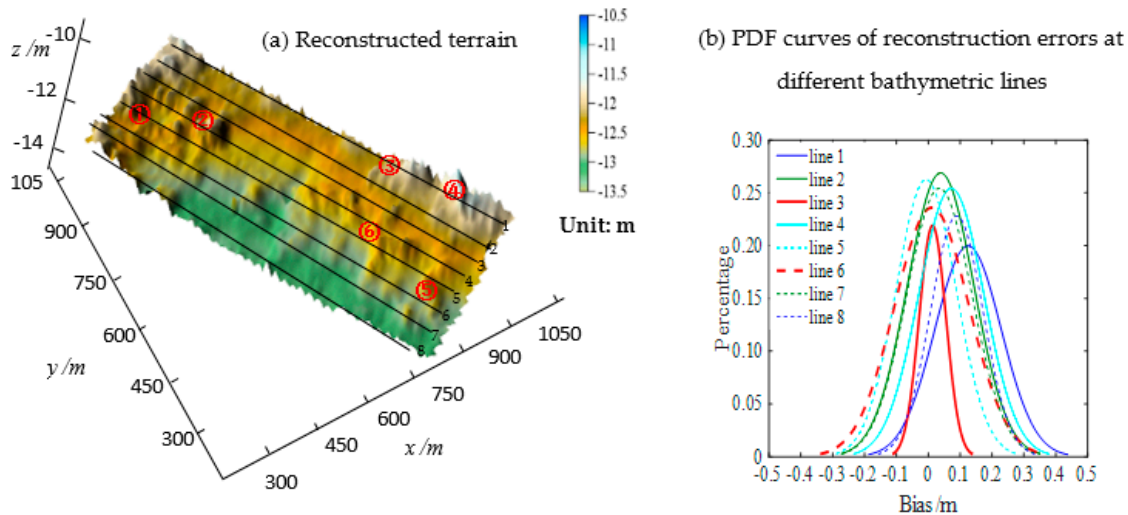 (a) Reconstructed terrain
z /m
-10
-12
-14
105
900
750
600
450
300
y /m
300
450
600
750
900
1050
x /m
①
②
③
④
⑤
⑥
1
2
3
4
5
6
7
8
-10.5
-11.0
-11.5
-12.0
-12.5
-13.0
-13.5
Unit: m
(b) PDF curves of reconstruction errors at
different bathymetric lines
Percentage
0.30
0.25
0.20
0.15
0.10
0.05
0
line 1
line 2
line 3
line 4
line 5
line 6
line 7
line 8
-0.5 -0.4 -0.3 -0.2 -0.1 0 0.1 0.2 0.3 0.4 0.5
Bias/m